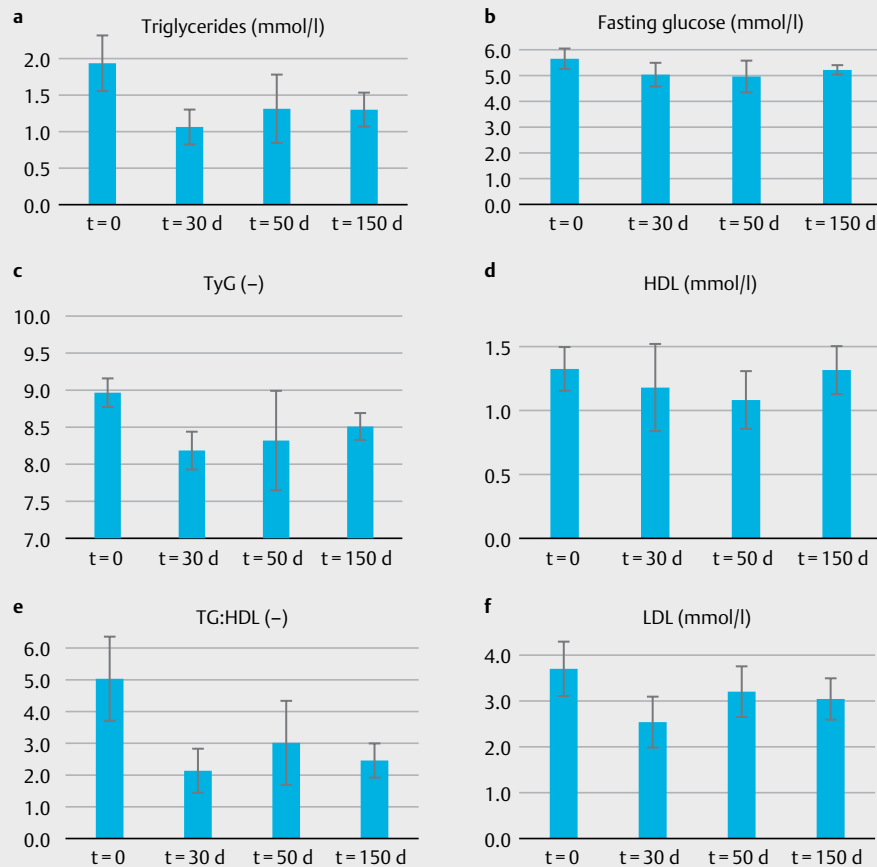 a
Triglycerides (mmol/l)
2.0
1.5
1.0
0.5
0.0
t = 0 t = 30 d t = 50 d t = 150 d
b
Fasting glucose (mmol/l)
6.0
5.0
4.0
3.0
2.0
1.0
0.0
t = 0 t = 30 d t = 50 d t = 150 d
c
TyG (–)
10.0
9.5
9.0
8.5
8.0
7.5
7.0
t = 0 t = 30 d t = 50 d t = 150 d
d
HDL (mmol/l)
1.5
1.0
0.5
0.0
t = 0 t = 30 d t = 50 d t = 150 d
e
TG:HDL (–)
6.0
5.0
4.0
3.0
2.0
1.0
0.0
t = 0 t = 30 d t = 50 d t = 150 d
f
LDL (mmol/l)
4.0
3.0
2.0
1.0
0.0
t = 0 t = 30 d t = 50 d t = 150 d